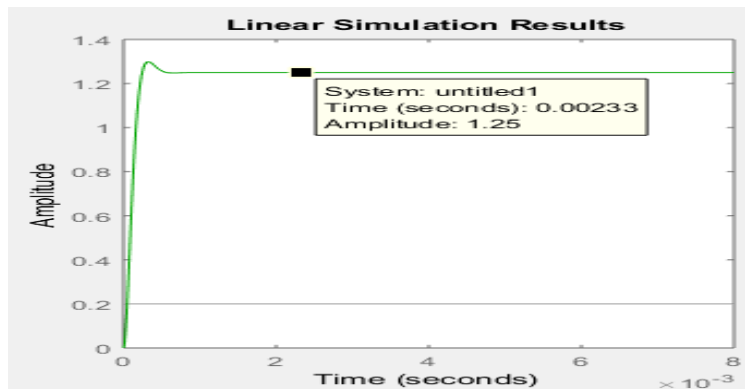 Linear Simulation Results
1.4
1.2
1
0.8
0.6
0.4
0.2
0
Amplitude
System: untitled1
Time (seconds): 0.00233
Amplitude: 1.25
0 2 4 6 8
Time (seconds)
× 10⁻³